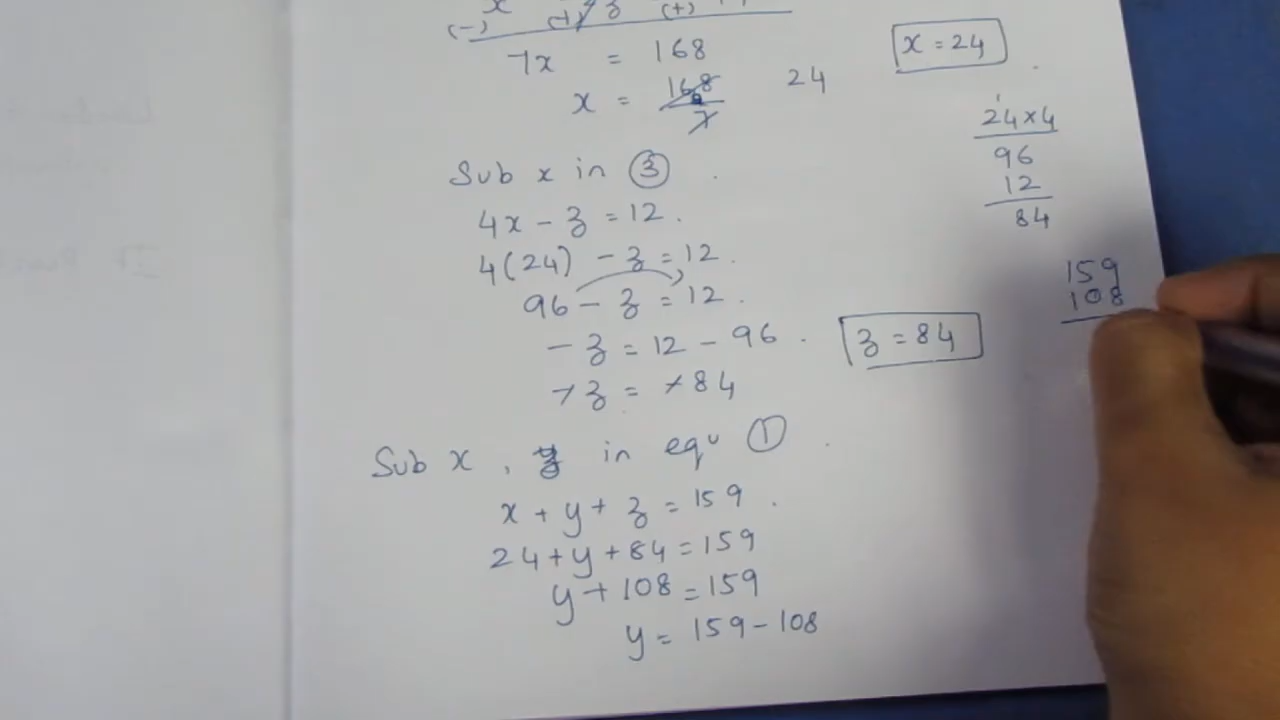 (-) x (-) z (+)
7x = 168
x = 168/7 24
x = 24
24×4
96
12
84
Sub x in ③
4x - z = 12.
4(24) - z = 12.
96 - z = 12.
- z = 12 - 96.
- z = - 84
z = 84
159
108
Sub x, z in equ ①
x + y + z = 159.
24 + y + 84 = 159
y + 108 = 159
y = 159 - 108